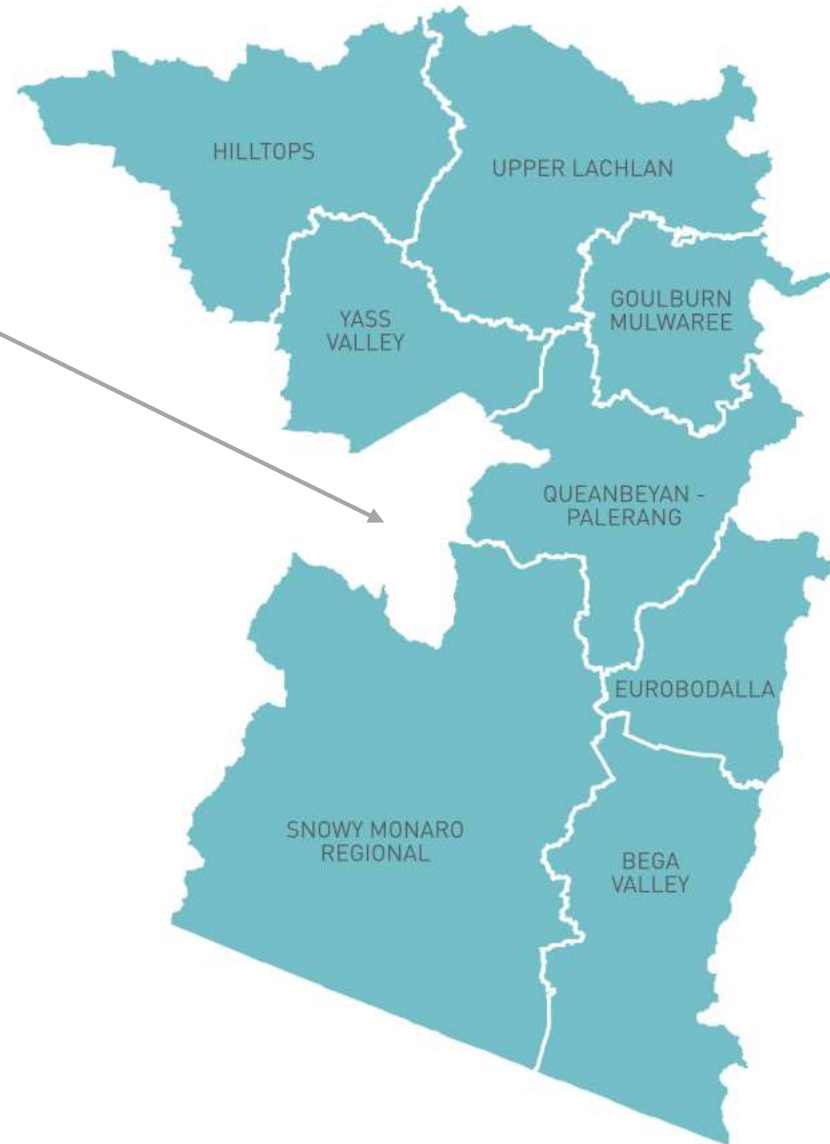 HILLTOPS
UPPER LACHLAN
GOULBURN
MULWAREE
YASS
VALLEY
QUEANBEYAN -
PALERANG
EUROBODALLA
SNOWY MONARO
REGIONAL
BEGA
VALLEY